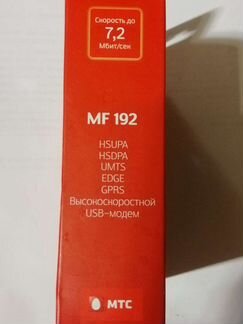 Скорость до
7,2
Мбит/сек
MF 192
HSUPA
HSDPA
UMTS
EDGE
GPRS
Высокоскоростной
USB-модем
МТС